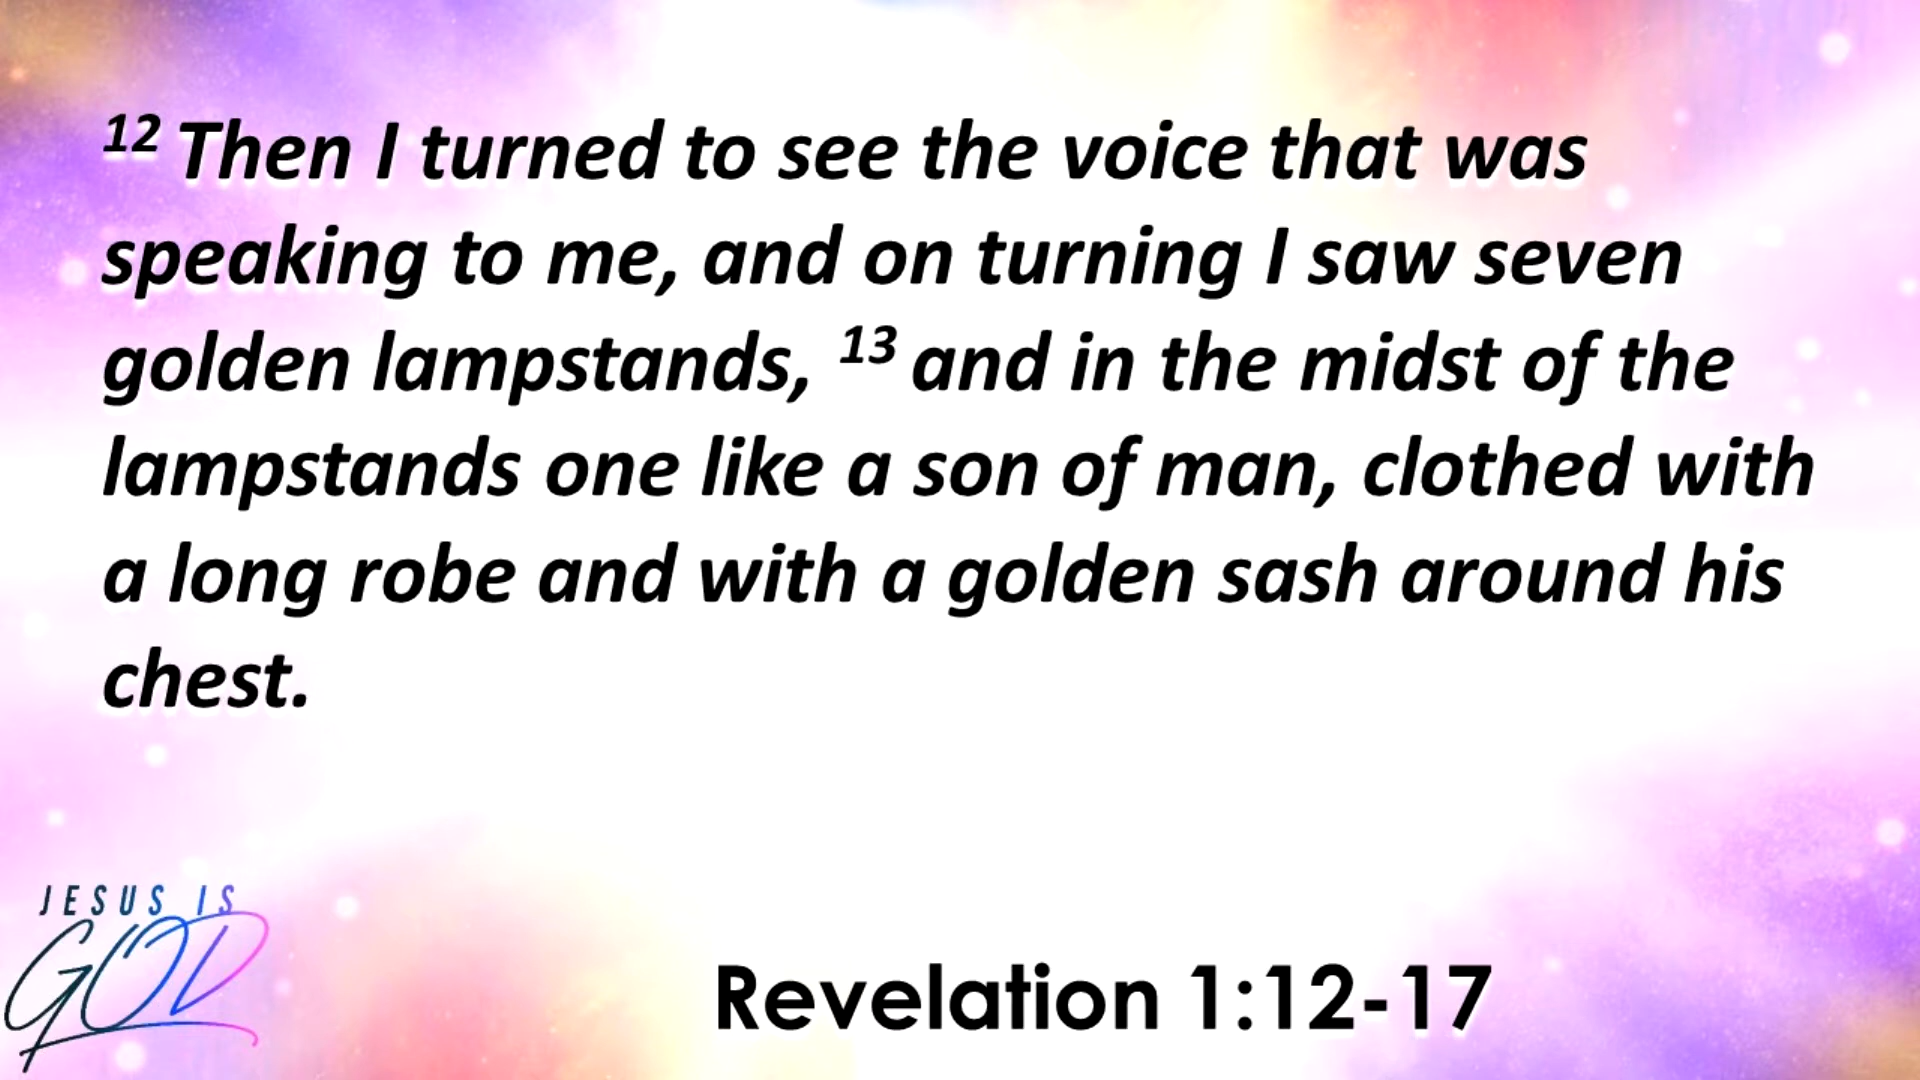 12 Then I turned to see the voice that was
speaking to me, and on turning I saw seven
golden lampstands, 13 and in the midst of the
lampstands one like a son of man, clothed with
a long robe and with a golden sash around his
chest.
JESUS IS
GOD
Revelation 1:12-17